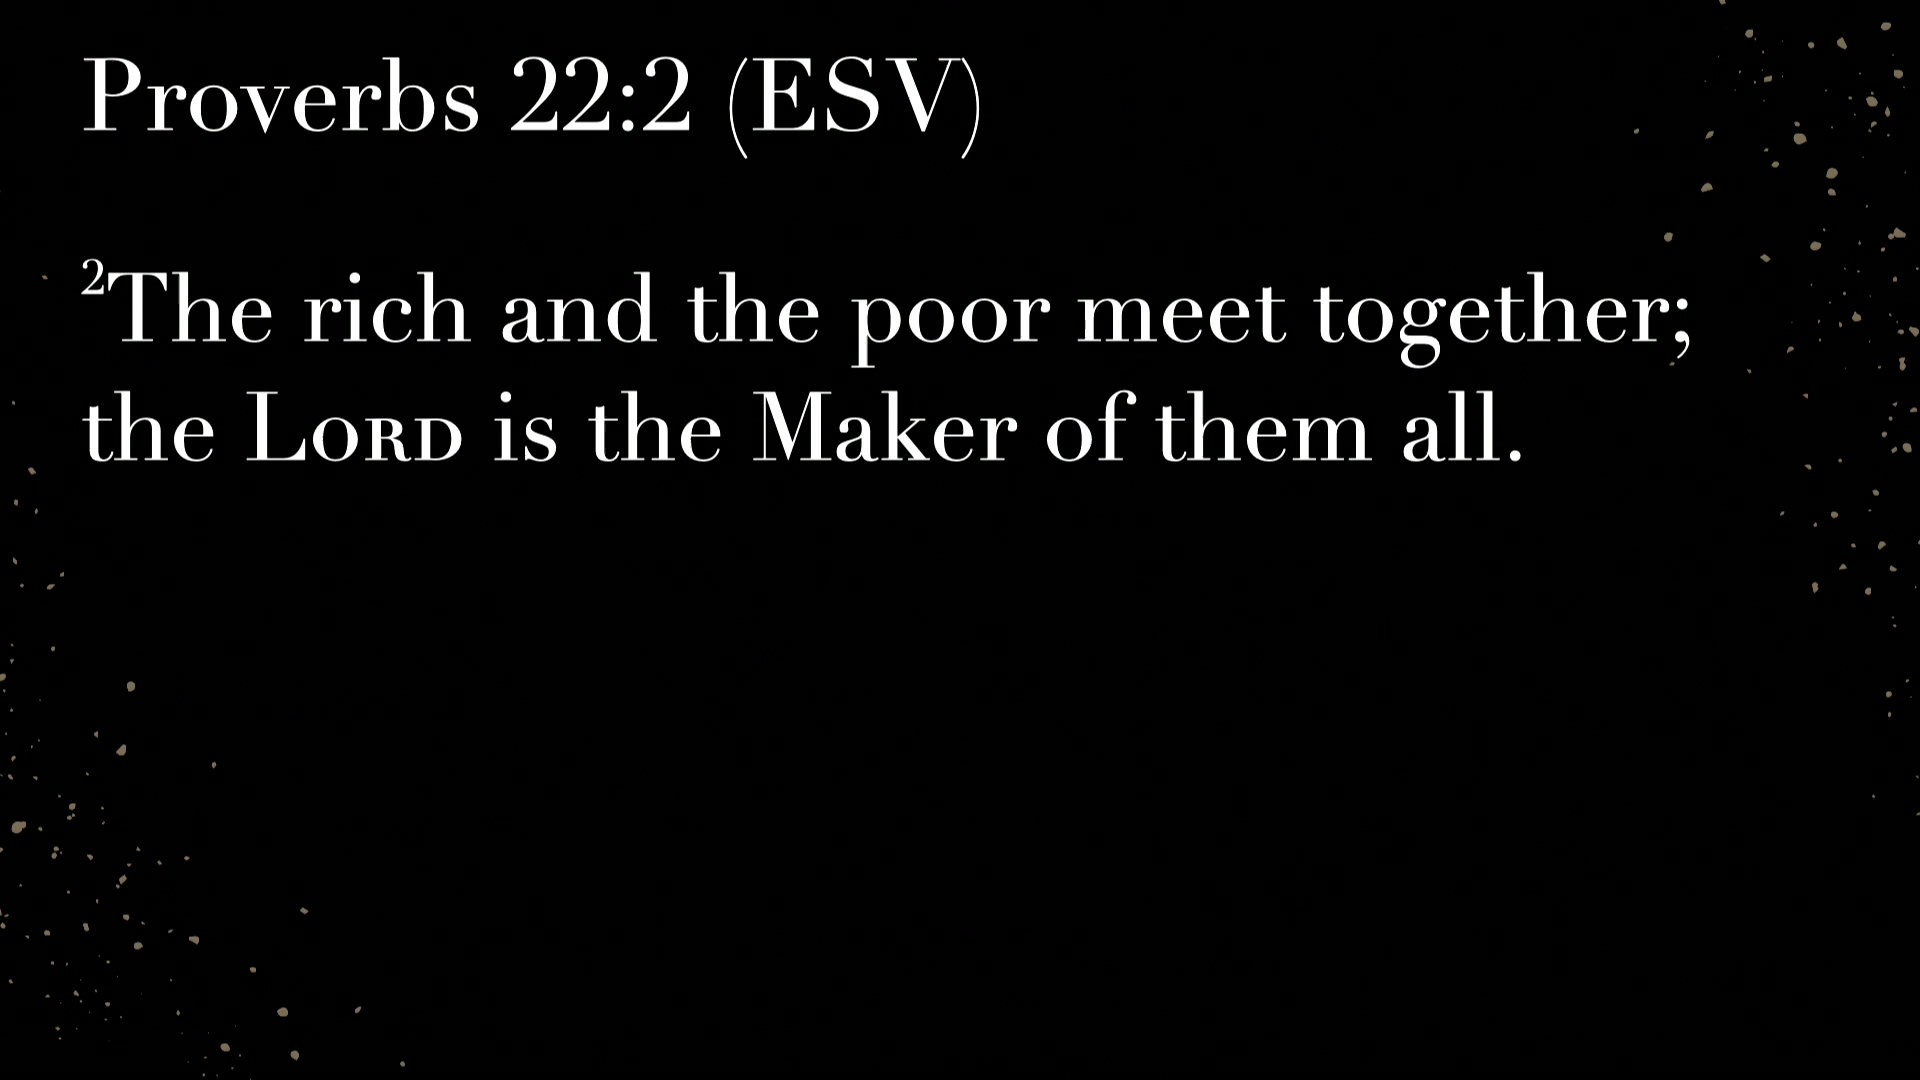 Proverbs 22:2 (ESV)
²The rich and the poor meet together;
the LORD is the Maker of them all.